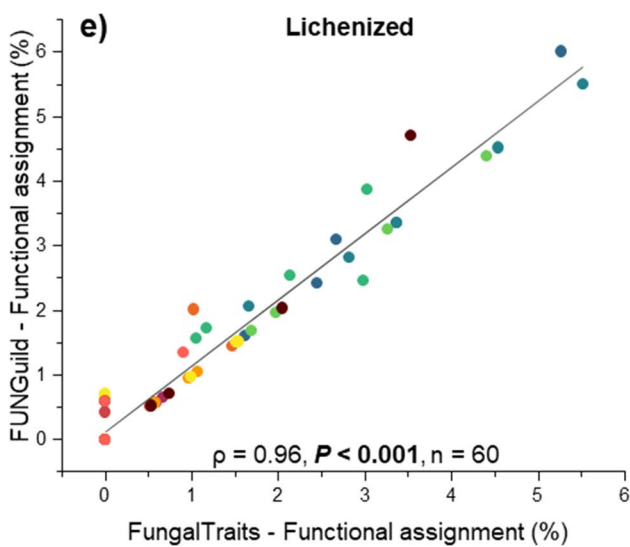 e)
Lichenized
FUNGuild - Functional assignment (%)
6
5
4
3
2
1
0
ρ = 0.96, P < 0.001, n = 60
0 1 2 3 4 5 6
FungalTraits - Functional assignment (%)